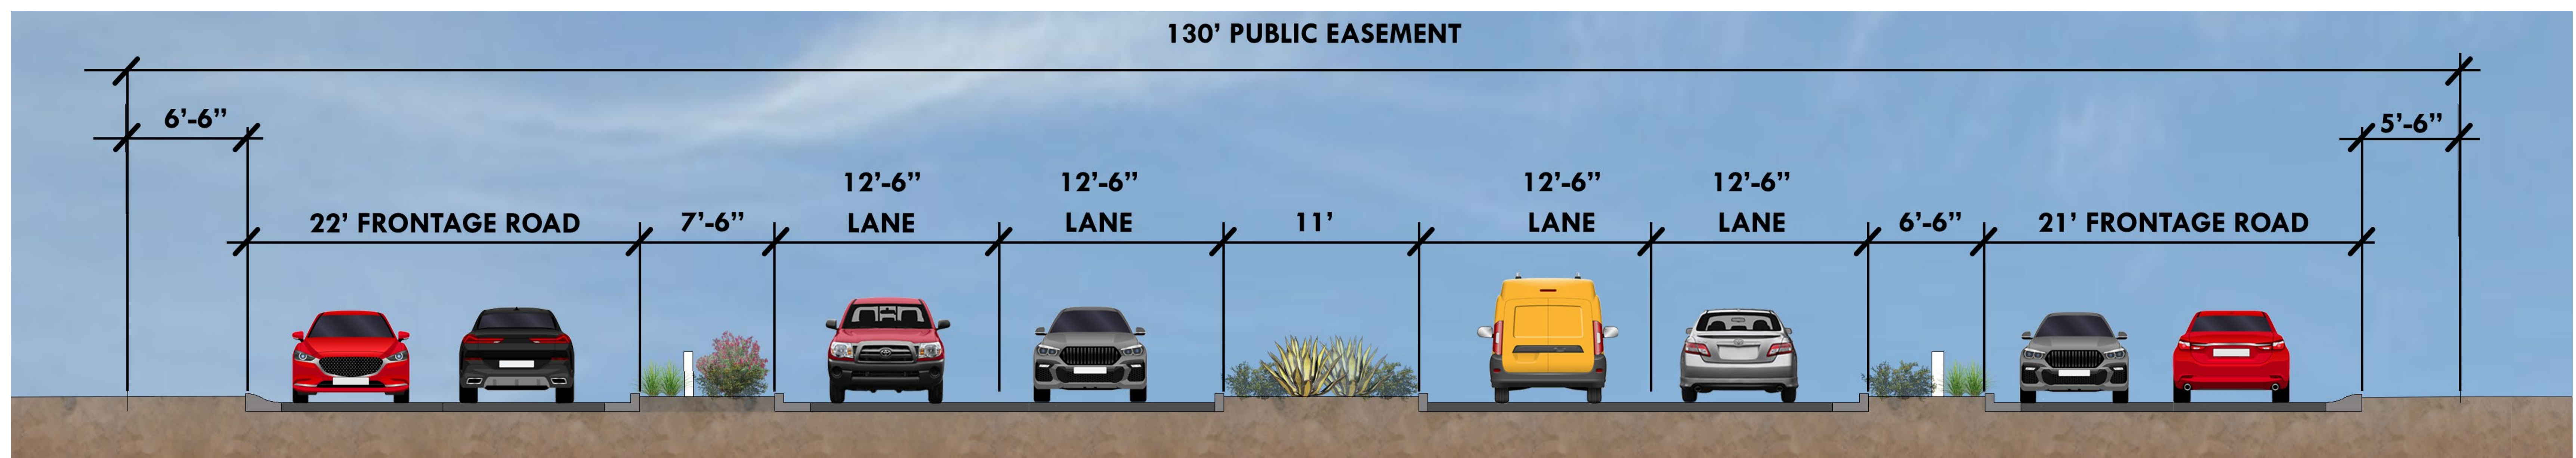 130’ PUBLIC EASEMENT
6’-6”
5’-6”
12’-6”
LANE
12’-6”
LANE
12’-6”
LANE
12’-6”
LANE
22’ FRONTAGE ROAD
7’-6”
11’
6’-6”
21’ FRONTAGE ROAD